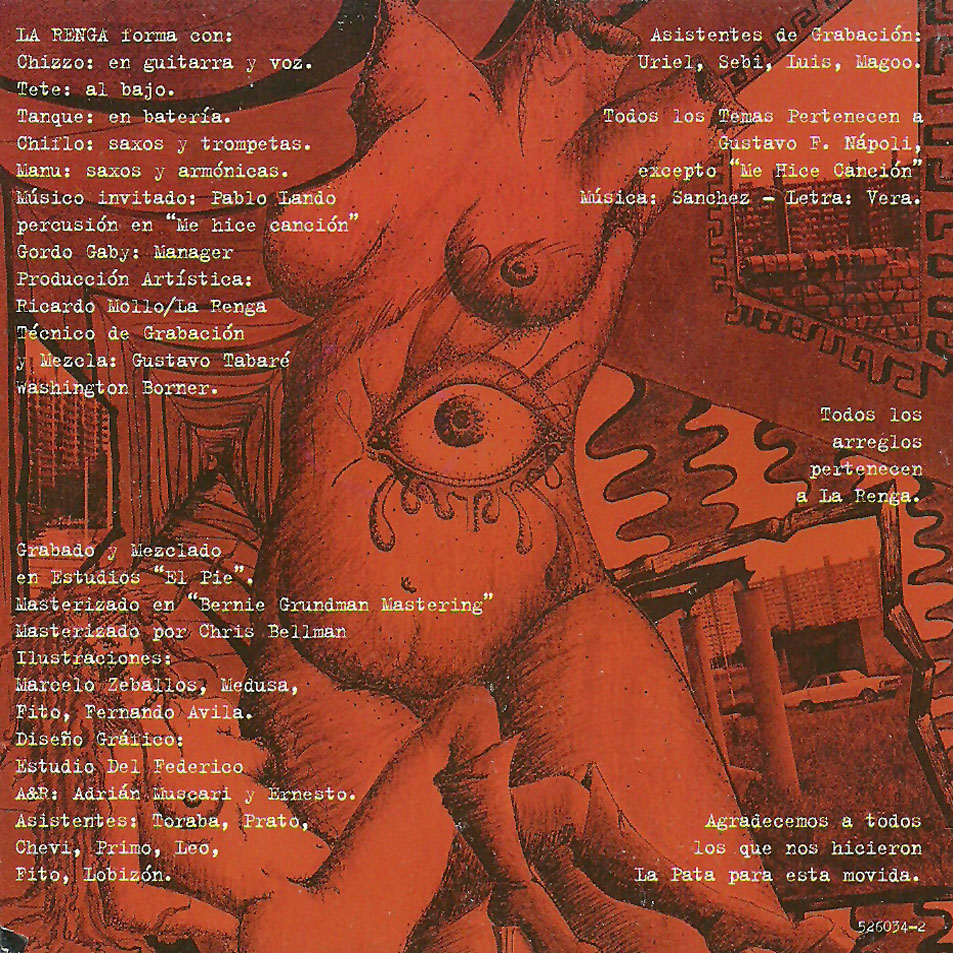 LA RENGA forma con:
Chizzo: en guitarra y voz.
Tete: al bajo.
Tanque: en batería.
Chiflo: saxos y trompetas.
Manu: saxos y armónicas.
Músico invitado: Pablo Lando
percusión en “Me hice canción”
Gordo Gaby: Manager
Producción Artística:
Ricardo Mollo/La Renga
Técnico de Grabación
y Mezcla: Gustavo Tabaré
Washington Borner.
Grabado y Mezclado
en Estudios “El Pie”.
Masterizado en “Bernie Grundman Mastering”
Masterizado por Chris Bellman
Ilustraciones:
Marcelo Zeballos, Medusa,
Fito, Fernando Avila.
Diseño Gráfico:
Estudio Del Federico
A&R: Adrián Muscari y Ernesto.
Asistentes: Toraba, Prato,
Chevi, Primo, Leo,
Fito, Lobizón.
Asistentes de Grabación:
Uriel, Sebi, Luis, Magoo.
Todos los Temas Pertenecen a
Gustavo F. Nápoli,
excepto “Me Hice Canción”
Música: Sanchez - Letra: Vera.
Todos los
arreglos
pertenecen
a La Renga.
Agradecemos a todos
los que nos hicieron
La Pata para esta movida.
526034-2